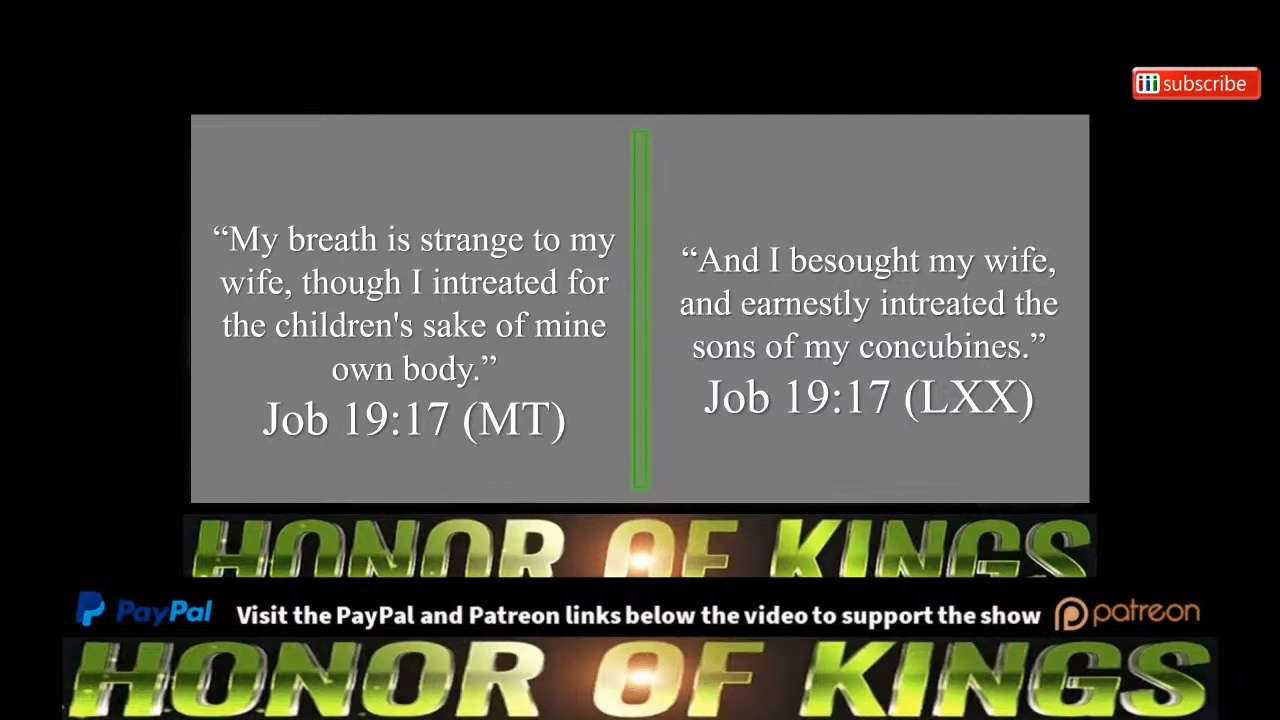 subscribe
“My breath is strange to my
wife, though I intreated for
the children's sake of mine
own body.”
Job 19:17 (MT)
“And I besought my wife,
and earnestly intreated the
sons of my concubines.”
Job 19:17 (LXX)
HONOR OF KINGS
PayPal Visit the PayPal and Patreon links below the video to support the show patreon
HONOR OF KINGS